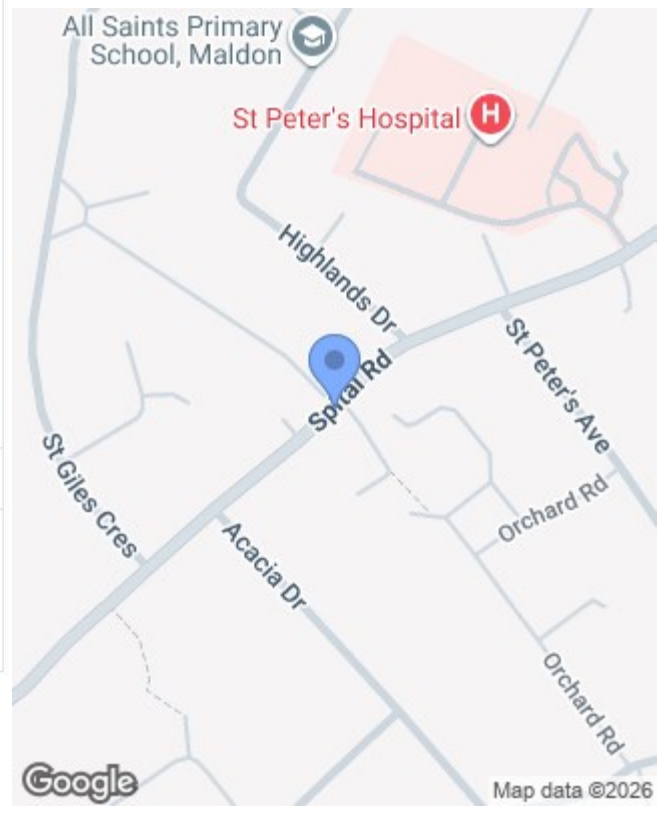 All Saints Primary
School, Maldon
St Peter's Hospital
H
Highlands Dr
Spital Rd
St Peter's Ave
St Giles Cres
Acacia Dr
Orchard Rd
Orchard Rd
Google
Map data ©2026